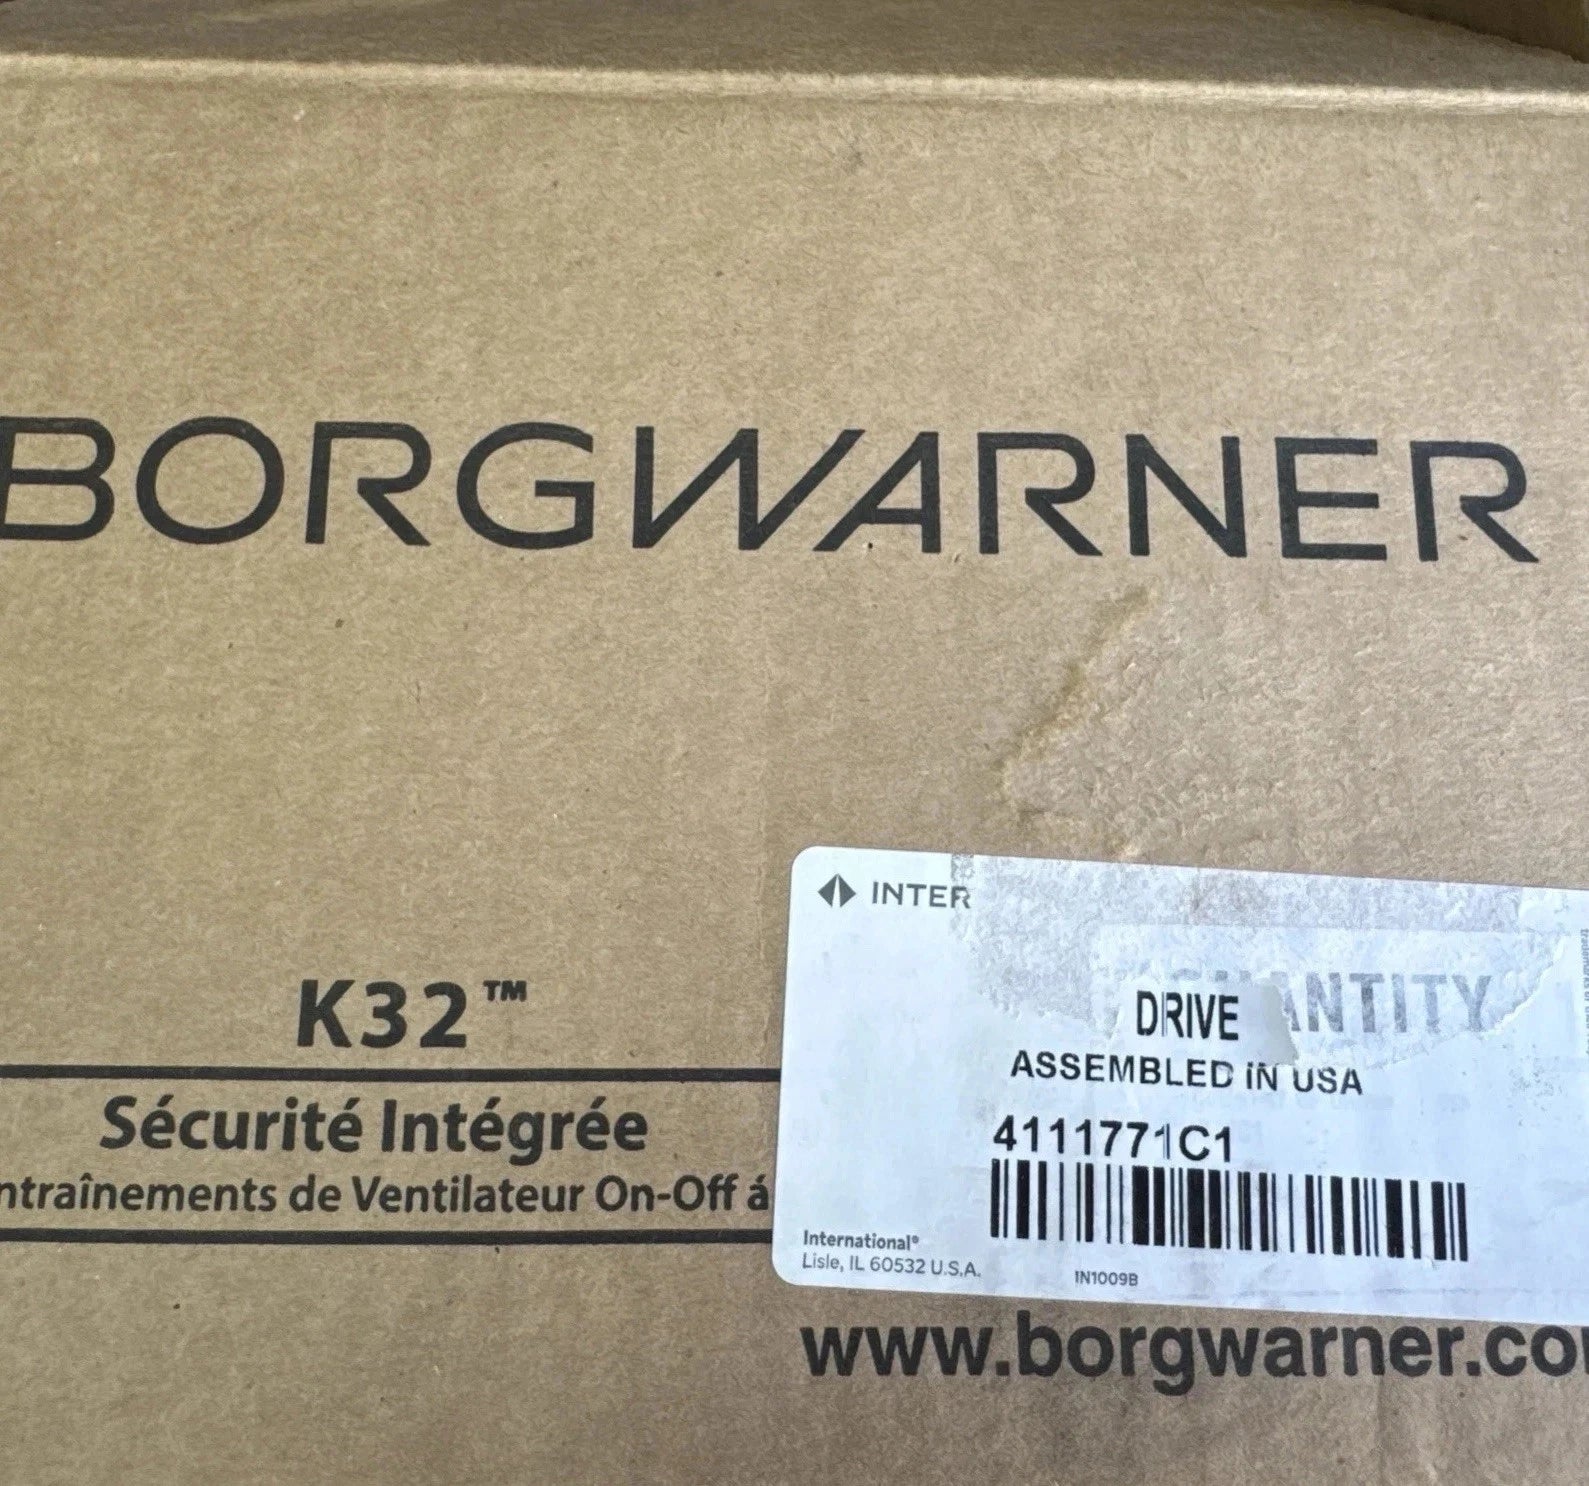 BORGWARNER
K32™
Sécurité Intégrée
ntraînements de Ventilateur On-Off á
INTER
QUANTITY
DRIVE
ASSEMBLED IN USA
4111771C1
International®
Lisle, IL 60532 U.S.A.
IN1009B
www.borgwarner.co